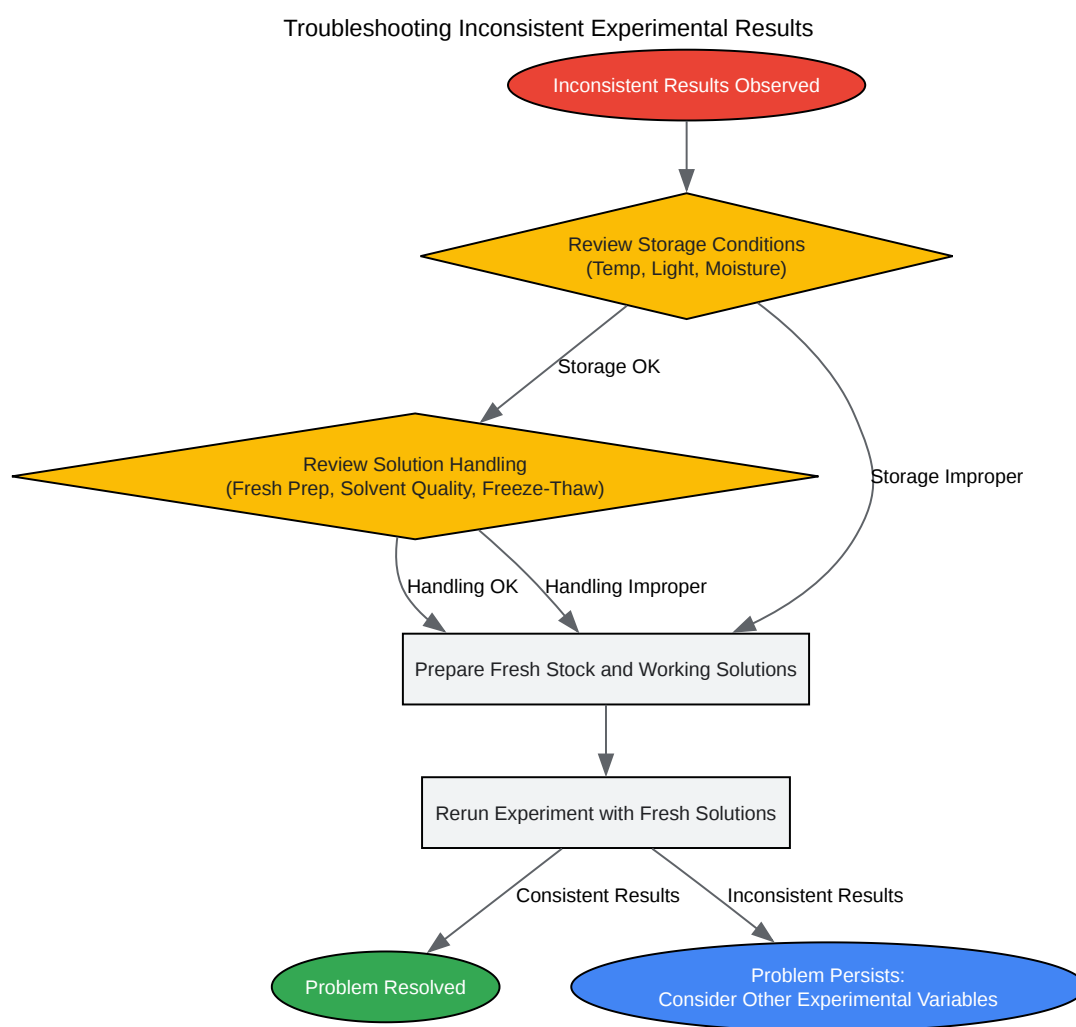 Troubleshooting Inconsistent Experimental Results
Inconsistent Results Observed
Review Storage Conditions
(Temp, Light, Moisture)
Storage OK
Review Solution Handling
(Fresh Prep, Solvent Quality, Freeze-Thaw)
Storage Improper
Handling OK
Handling Improper
Prepare Fresh Stock and Working Solutions
Rerun Experiment with Fresh Solutions
Consistent Results
Inconsistent Results
Problem Resolved
Problem Persists:
Consider Other Experimental Variables